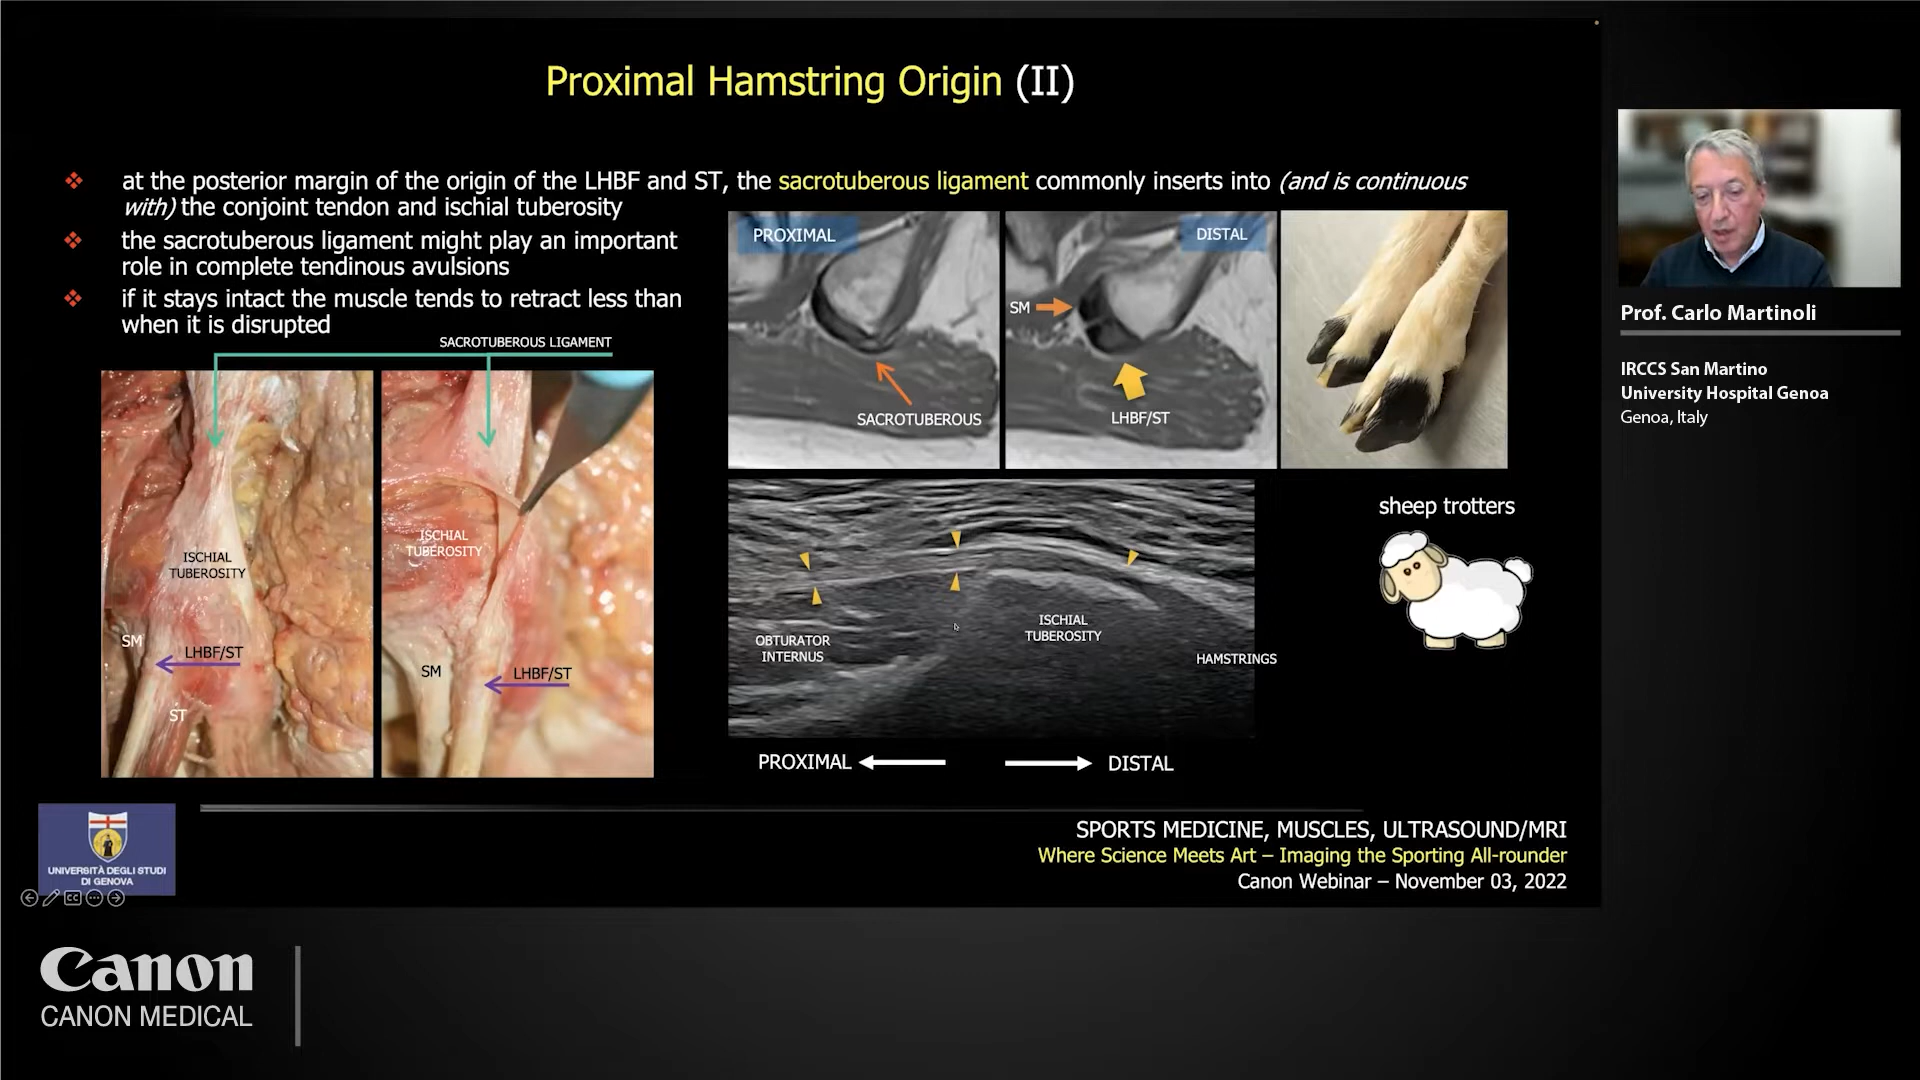 Proximal Hamstring Origin (II)
at the posterior margin of the origin of the LHBF and ST, the sacrotuberous ligament commonly inserts into (and is continuous
with) the conjoint tendon and ischial tuberosity
the sacrotuberous ligament might play an important
role in complete tendinous avulsions
if it stays intact the muscle tends to retract less than
when it is disrupted
SACROTUBEROUS LIGAMENT
ISCHIAL
TUBEROSITY
SM
LHBF/ST
ST
ISCHIAL
TUBEROSITY
SM
LHBF/ST
PROXIMAL
SACROTUBEROUS
DISTAL
SM
LHBF/ST
OBTURATOR
INTERNUS
ISCHIAL
TUBEROSITY
HAMSTRINGS
PROXIMAL
DISTAL
sheep trotters
Prof. Carlo Martinoli
IRCCS San Martino
University Hospital Genoa
Genoa, Italy
UNIVERSITÀ DEGLI STUDI
DI GENOVA
CC
SPORTS MEDICINE, MUSCLES, ULTRASOUND/MRI
Where Science Meets Art – Imaging the Sporting All-rounder
Canon Webinar – November 03, 2022
Canon
CANON MEDICAL